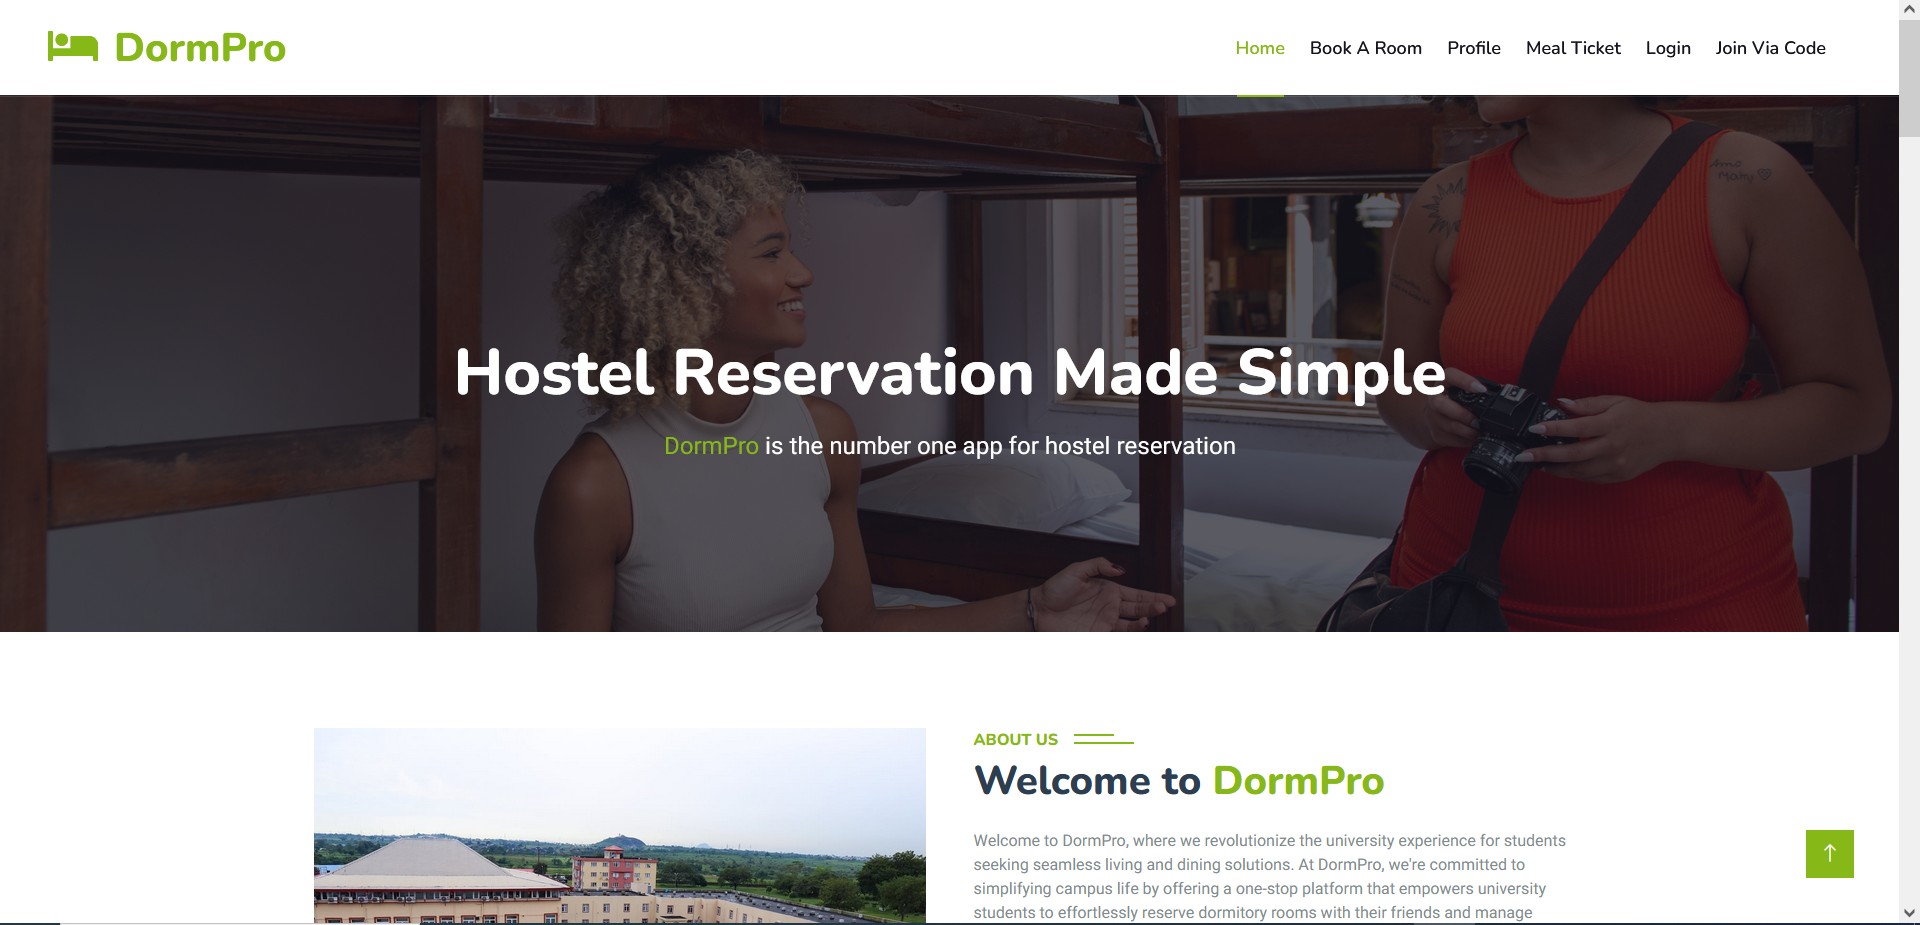 DormPro
Home Book A Room Profile Meal Ticket Login Join Via Code
Hostel Reservation Made Simple
DormPro is the number one app for hostel reservation
ABOUT US
Welcome to DormPro
Welcome to DormPro, where we revolutionize the university experience for students
seeking seamless living and dining solutions. At DormPro, we're committed to
simplifying campus life by offering a one-stop platform that empowers university
students to effortlessly reserve dormitory rooms with their friends and manage